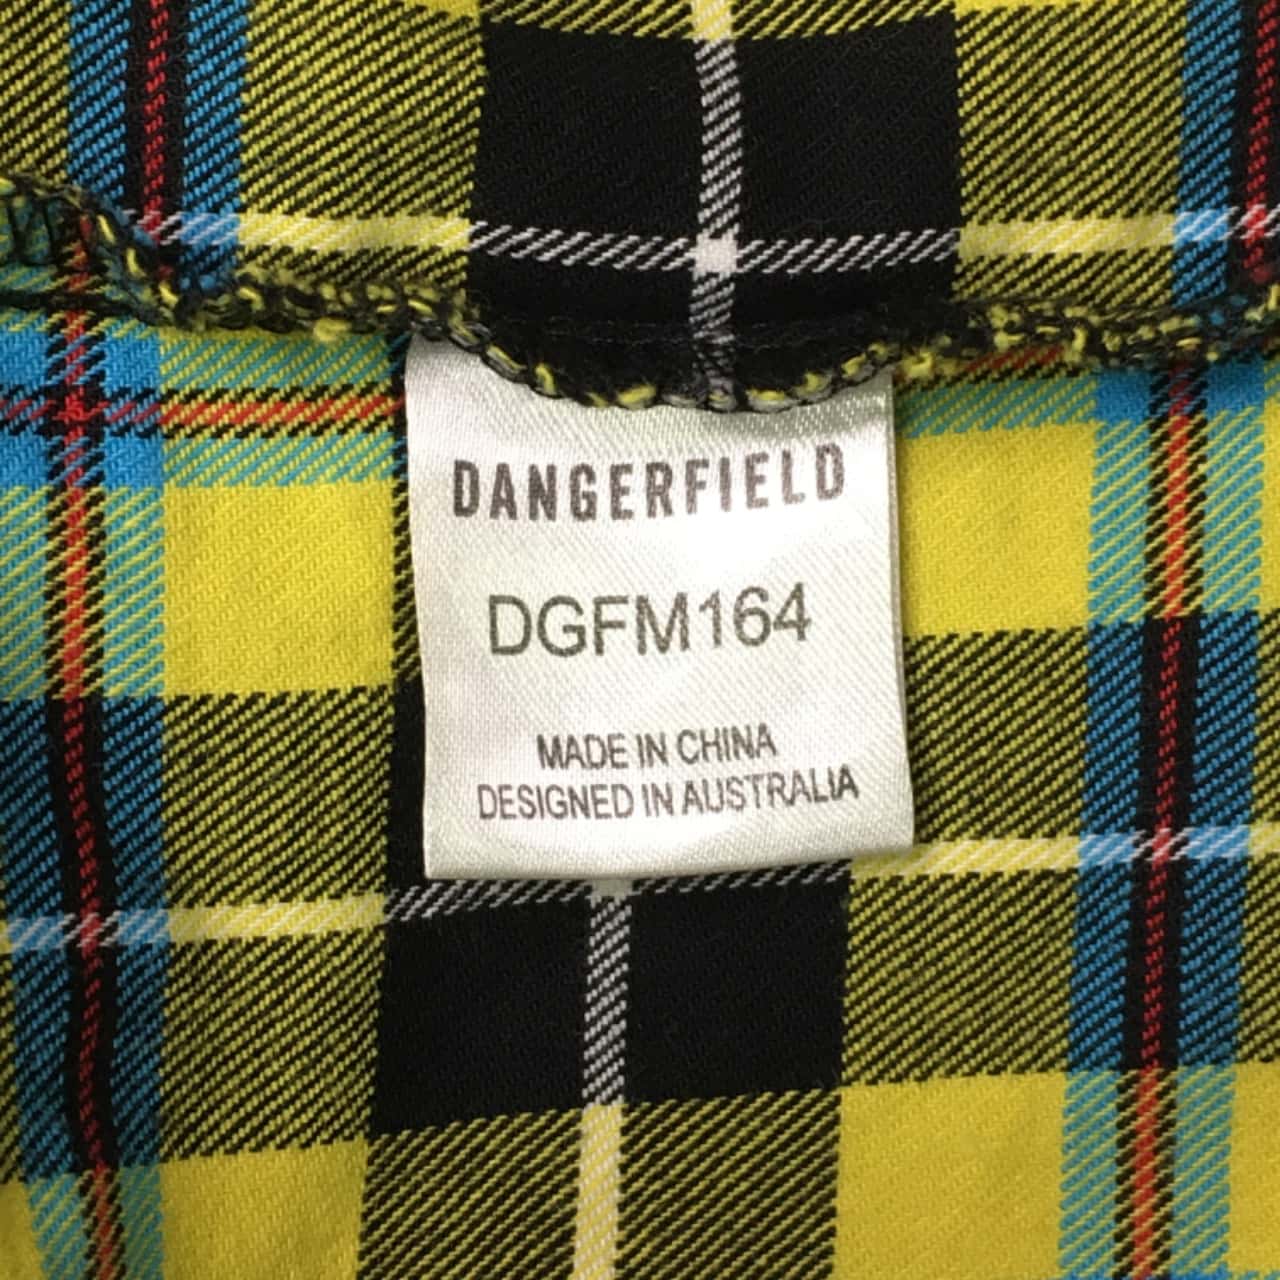 DANGERFIELD
DGFM164
MADE IN CHINA
DESIGNED IN AUSTRALIA